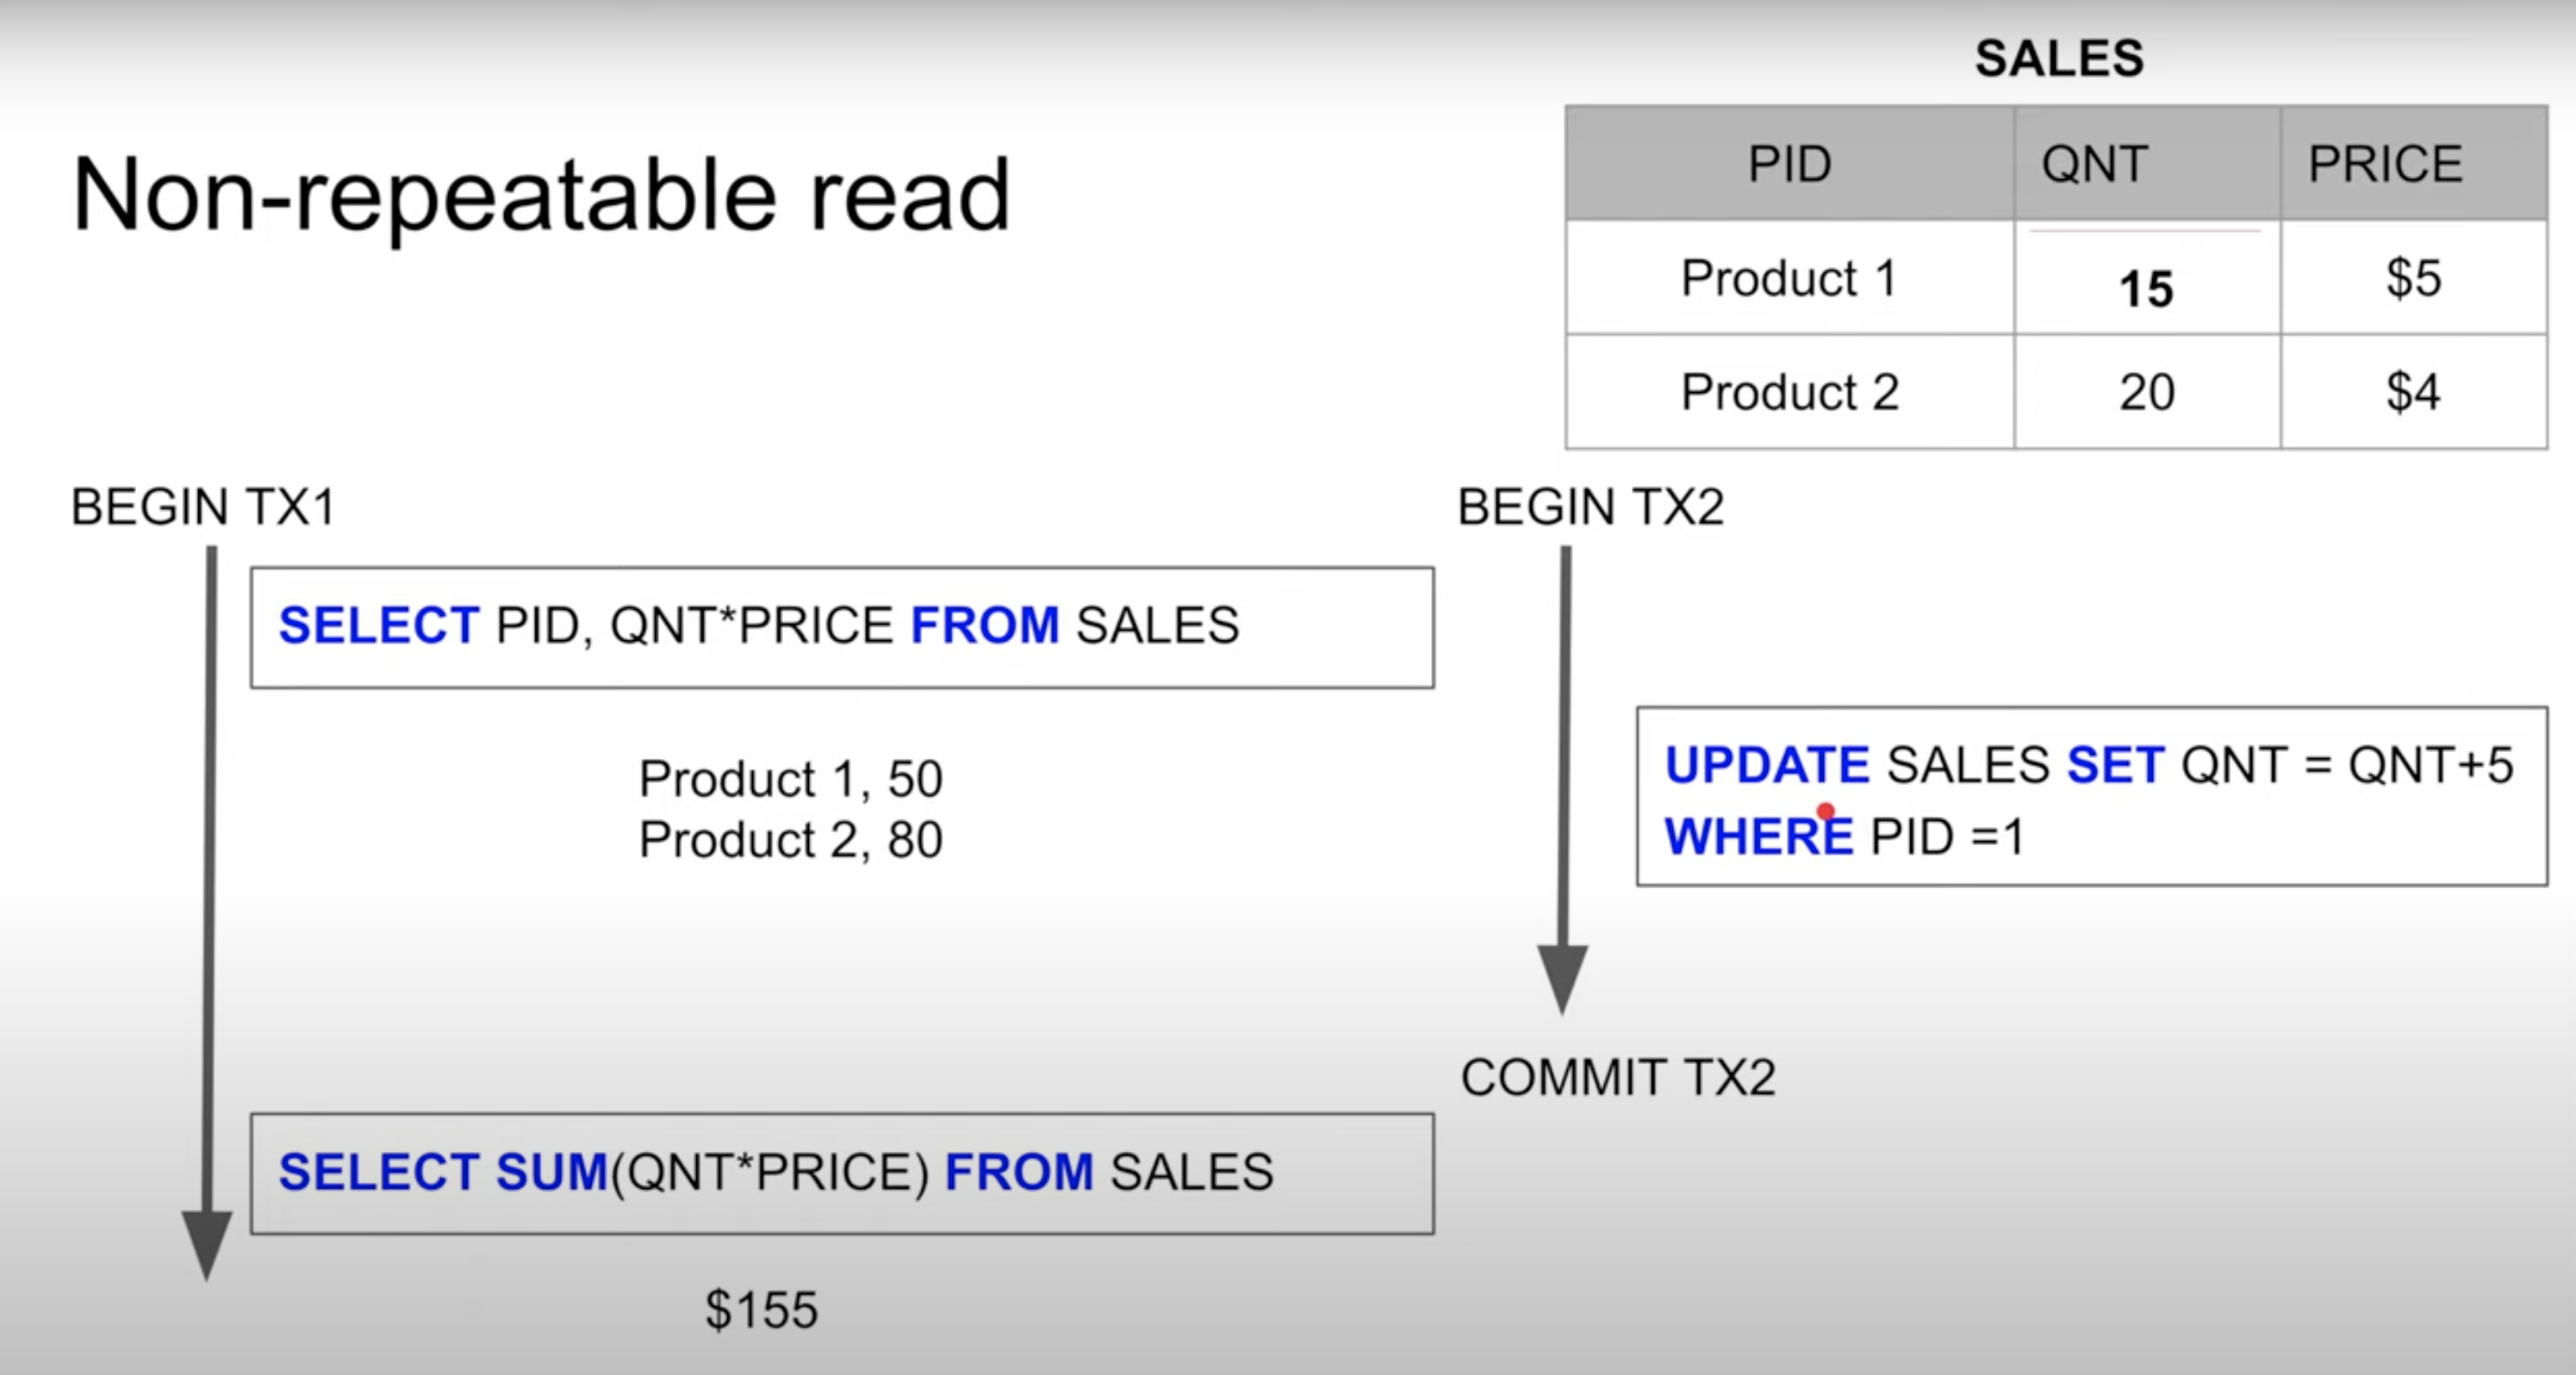 SALES
Non-repeatable read
PID QNT PRICE
Product 1 15 $5
Product 2 20 $4
BEGIN TX1
SELECT PID, QNT*PRICE FROM SALES
Product 1, 50
Product 2, 80
SELECT SUM(QNT*PRICE) FROM SALES
$155
BEGIN TX2
UPDATE SALES SET QNT = QNT+5
WHERE PID =1
COMMIT TX2